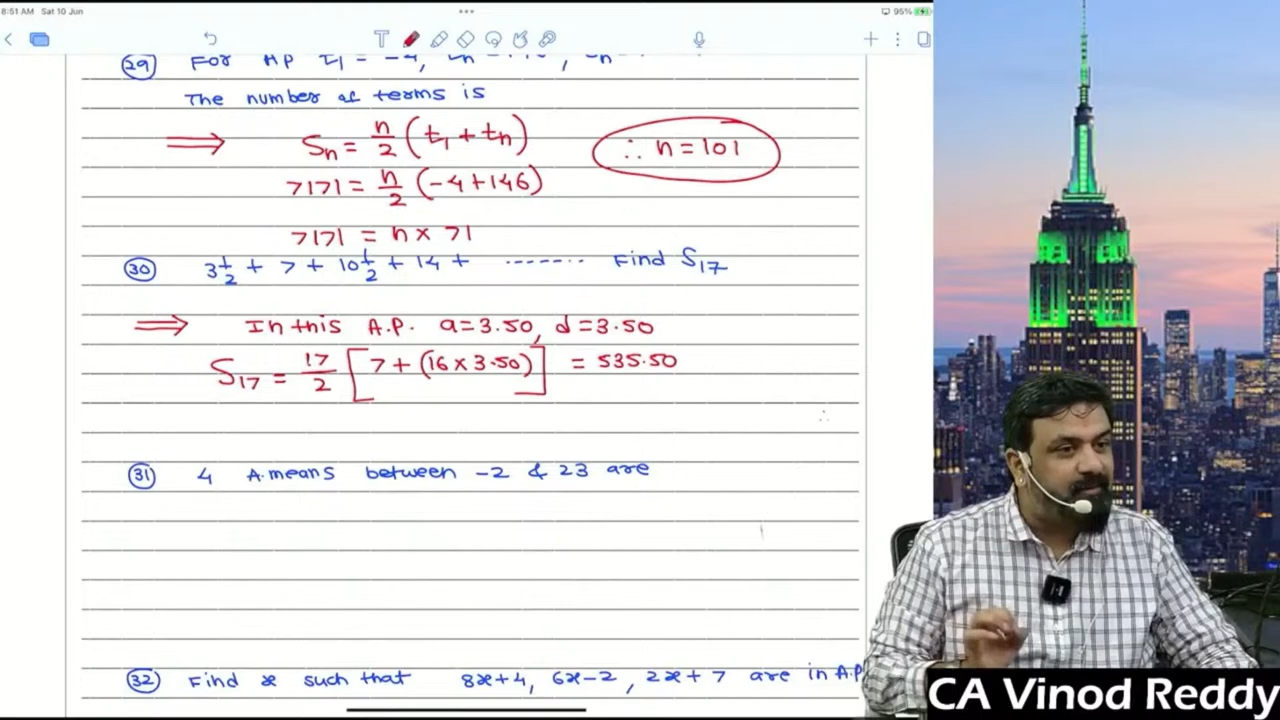 8:51 AM Sat 10 Jun
95%
29 For AP t₁ = -4,
The number of terms is
⇒ Sₙ = n/2 (t₁ + tₙ)
∴ n = 101
7171 = n/2 (-4+146)
7171 = n × 71
30 3½ + 7 + 10½ + 14 + ........ Find S₁₇
⇒ In this A.P. a=3.50, d=3.50
S₁₇ = 17/2 [7 + (16 × 3.50)] = 535.50
31 4 A.means between -2 & 23 are
32 Find x such that 8x+4, 6x-2, 2x+7 are in A.P
CA Vinod Reddy